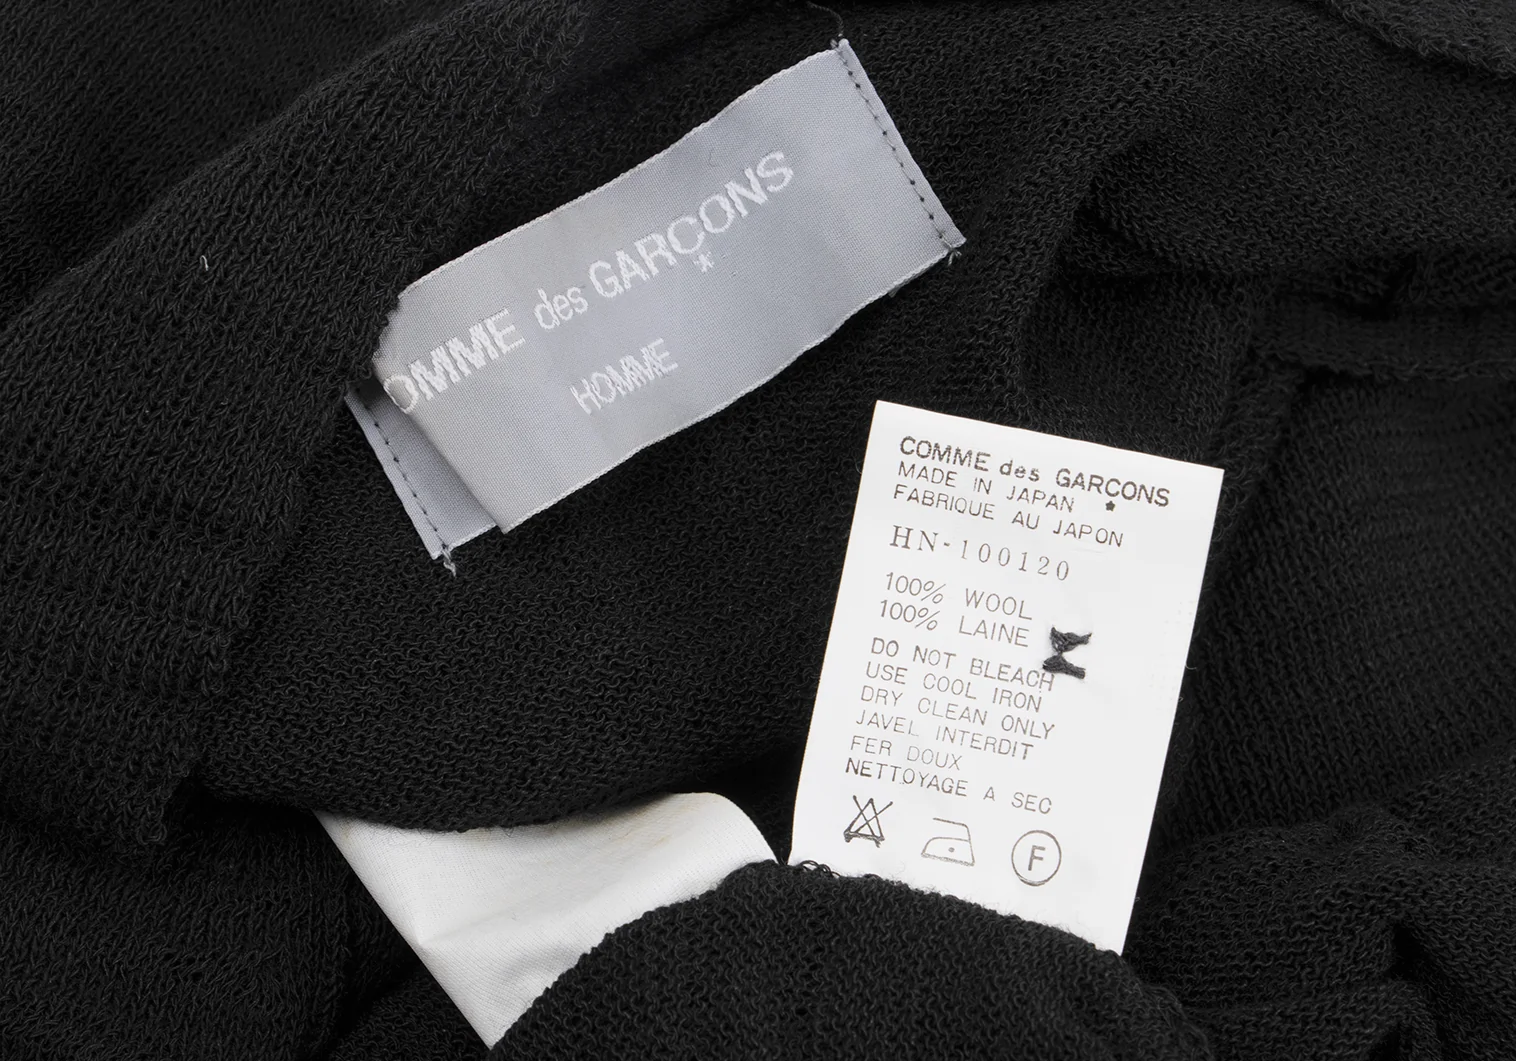 OMME des GARÇONS
HOMME
COMME des GARÇONS
MADE IN JAPAN
FABRIQUE AU JAPON
HN-100120
100% WOOL
100% LAINE
DO NOT BLEACH
USE COOL IRON
DRY CLEAN ONLY
JAVEL INTERDIT
FER DOUX
NETTOYAGE A SEC
F